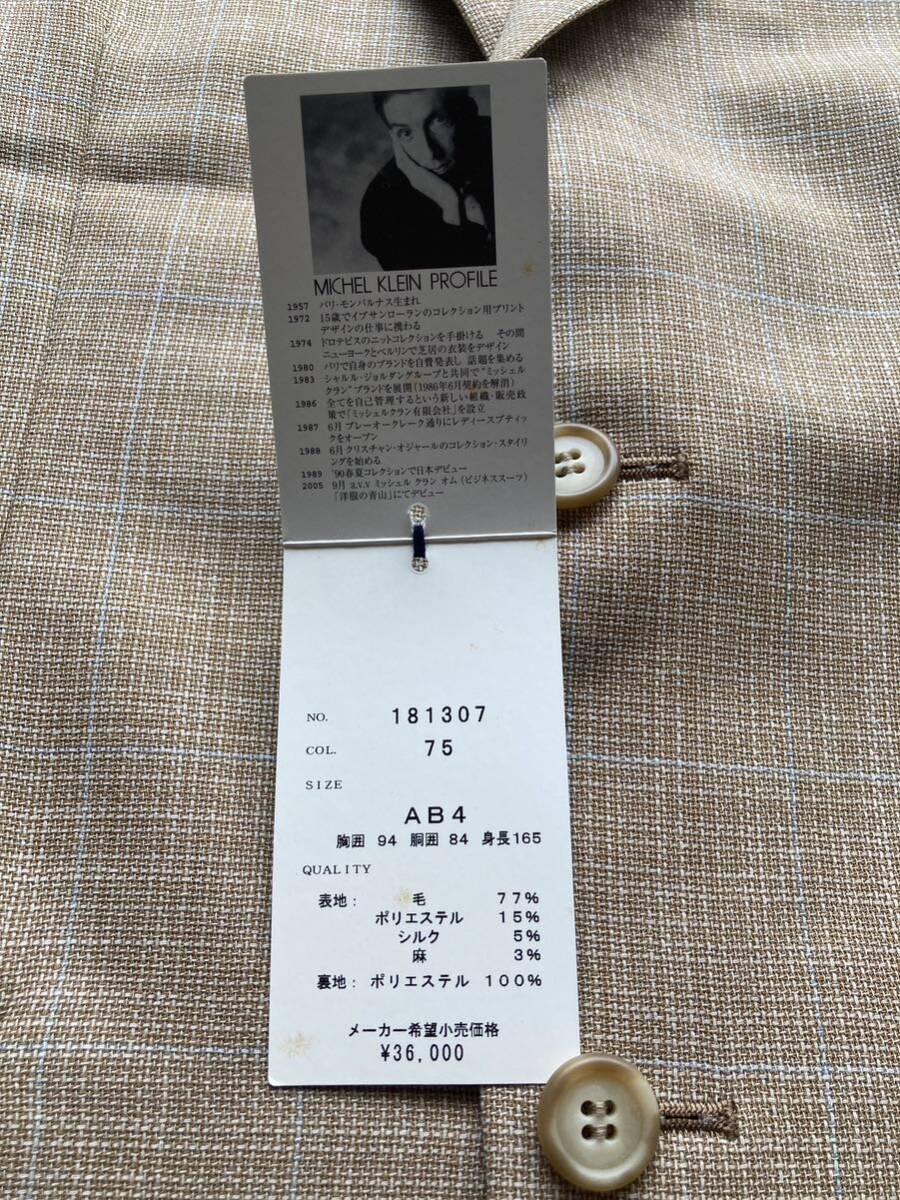 MICHEL KLEIN PROFILE
1957 パリ・モンパルナス生まれ
1972 15歳でイブサンローランのコレクション用プリント
デザインの仕事に携わる
1974 ドロテビスのニットコレクションを手掛ける その間
ニューヨークとベルリンで芝居の衣装をデザイン
1980 パリで自身のブランドを自費発表し 話題を集める
1983 シャルル・ジョルダングループと共同で“ミッシェル
クラン”ブランドを展開(1986年6月契約を解消)
1986 全てを自己管理するという新しい組織・販売政
策で「ミッシェルクラン有限会社」を設立
1987 6月 プレーオークレーク通りにレディースブティッ
クをオープン
1988 6月 クリスチャン・オジャールのコレクション・スタイリ
ングを始める
1989 '90春夏コレクションで日本デビュー
2005 9月 a.v.v ミッシェル クラン オム(ビジネススーツ)
「洋服の青山」にてデビュー
NO. 181307
COL. 75
SIZE
AB4
胸囲 94 胴囲 84 身長165
QUALITY
表地: 毛 77%
ポリエステル 15%
シルク 5%
麻 3%
裏地: ポリエステル 100%
メーカー希望小売価格
¥36,000